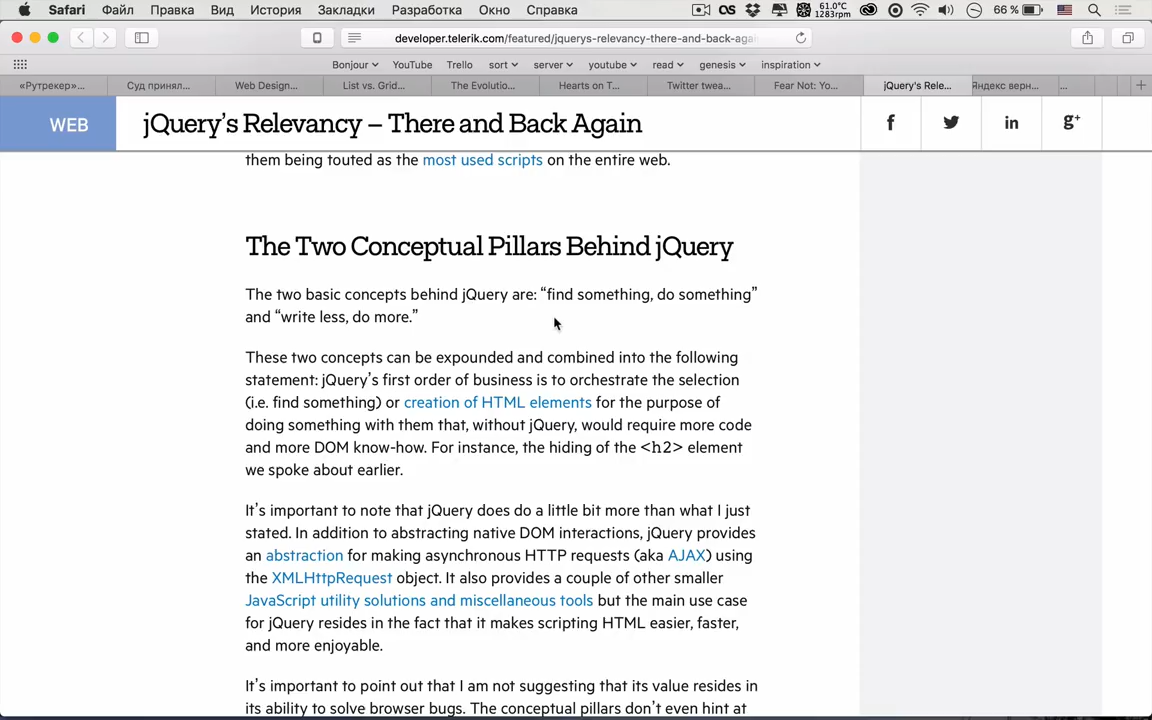 Safari Файл Правка Вид История Закладки Разработка Окно Справка 61.0°C 1283rpm 66 %
developer.telerik.com/featured/jquerys-relevancy-there-and-back-agai
Bonjour YouTube Trello sort server youtube read genesis inspiration
«Рутрекер»... Суд принял... Web Design... List vs. Grid... The Evolutio... Hearts on T... Twitter twea... Fear Not: Yo... jQuery's Rele... Яндекс верн... ...
WEB jQuery’s Relevancy – There and Back Again f in g+
them being touted as the most used scripts on the entire web.
The Two Conceptual Pillars Behind jQuery
The two basic concepts behind jQuery are: “find something, do something”
and “write less, do more.”
These two concepts can be expounded and combined into the following
statement: jQuery’s first order of business is to orchestrate the selection
(i.e. find something) or creation of HTML elements for the purpose of
doing something with them that, without jQuery, would require more code
and more DOM know-how. For instance, the hiding of the <h2> element
we spoke about earlier.
It’s important to note that jQuery does do a little bit more than what I just
stated. In addition to abstracting native DOM interactions, jQuery provides
an abstraction for making asynchronous HTTP requests (aka AJAX) using
the XMLHttpRequest object. It also provides a couple of other smaller
JavaScript utility solutions and miscellaneous tools but the main use case
for jQuery resides in the fact that it makes scripting HTML easier, faster,
and more enjoyable.
It’s important to point out that I am not suggesting that its value resides in
its ability to solve browser bugs. The conceptual pillars don’t even hint at